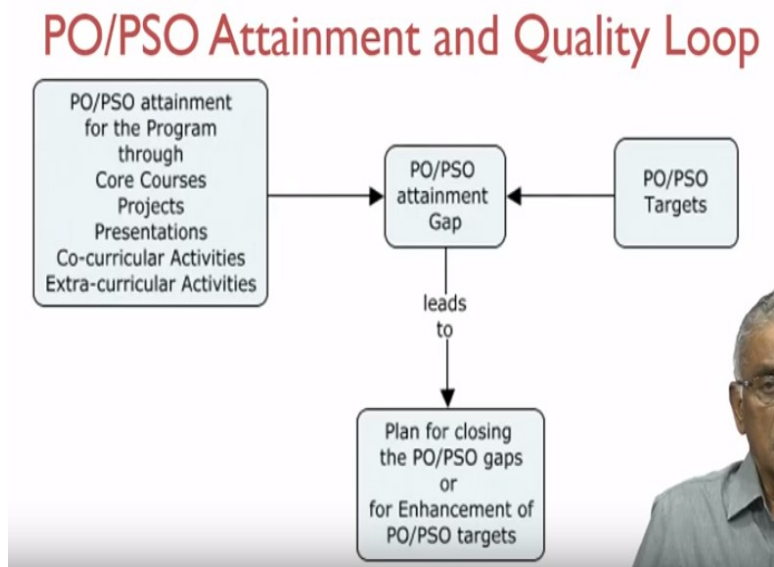 PO/PSO Attainment and Quality Loop
PO/PSO attainment
for the Program
through
Core Courses
Projects
Presentations
Co-curricular Activities
Extra-curricular Activities
PO/PSO
attainment
Gap
PO/PSO
Targets
leads
to
Plan for closing
the PO/PSO gaps
or
for Enhancement of
PO/PSO targets